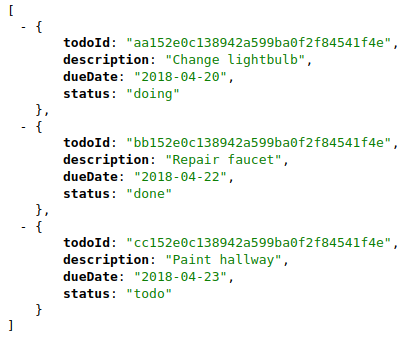 [
- {
todoId: "aa152e0c138942a599ba0f2f84541f4e",
description: "Change lightbulb",
dueDate: "2018-04-20",
status: "doing"
},
- {
todoId: "bb152e0c138942a599ba0f2f84541f4e",
description: "Repair faucet",
dueDate: "2018-04-22",
status: "done"
},
- {
todoId: "cc152e0c138942a599ba0f2f84541f4e",
description: "Paint hallway",
dueDate: "2018-04-23",
status: "todo"
}
]